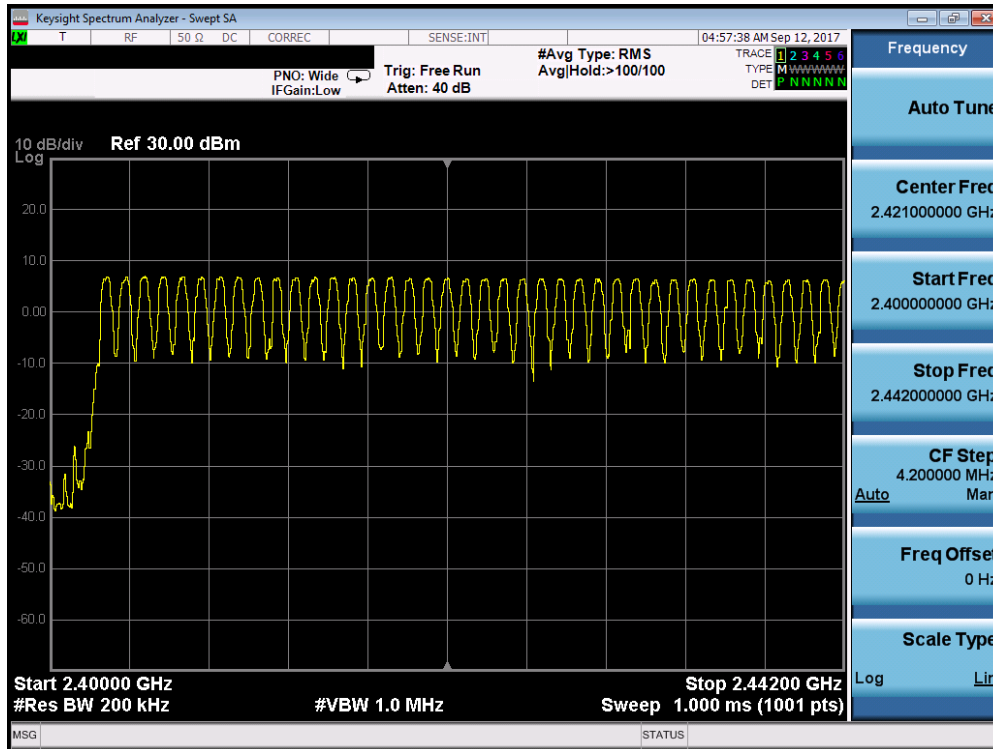 Keysight Spectrum Analyzer - Swept SA
LXI T RF 50 Ω DC CORREC SENSE:INT 04:57:38 AM Sep 12, 2017
PNO: Wide
IFGain:Low
Trig: Free Run
Atten: 40 dB
#Avg Type: RMS
Avg|Hold:>100/100
TRACE 1 2 3 4 5 6
TYPE M W W W W W
DET P N N N N N
10 dB/div
Log
Ref 30.00 dBm
20.0
10.0
0.00
-10.0
-20.0
-30.0
-40.0
-50.0
-60.0
Start 2.40000 GHz
Stop 2.44200 GHz
#Res BW 200 kHz
#VBW 1.0 MHz
Sweep 1.000 ms (1001 pts)
MSG
STATUS
Frequency
Auto Tune
Center Freq
2.421000000 GHz
Start Freq
2.400000000 GHz
Stop Freq
2.442000000 GHz
CF Step
4.200000 MHz
Auto Man
Freq Offset
0 Hz
Scale Type
Log Lin